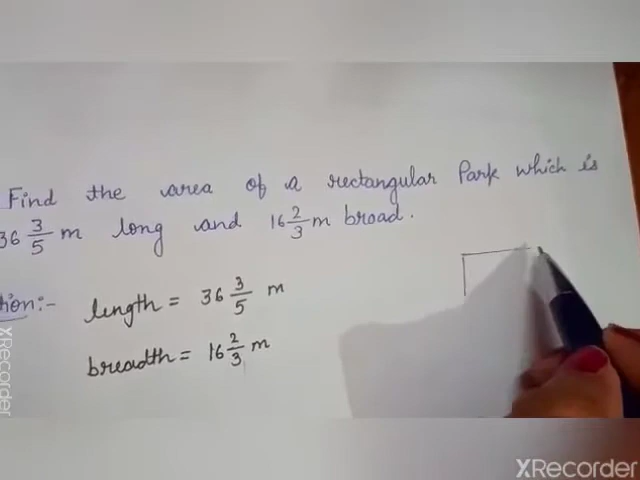 Find the area of a rectangular Park which is
36 3/5 m long and 16 2/3 m broad.
tion:- length = 36 3/5 m
breadth = 16 2/3 m
XRecorder
XRecorder